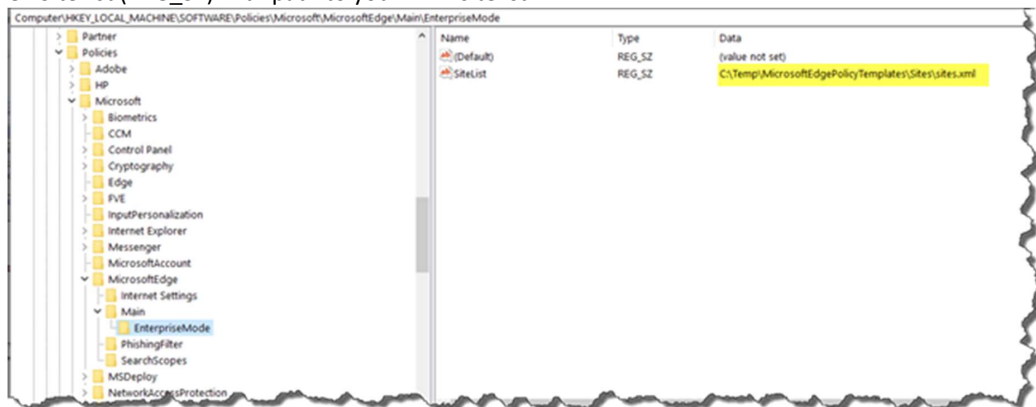 Computer\HKEY_LOCAL_MACHINE\SOFTWARE\Policies\Microsoft\MicrosoftEdge\Main\EnterpriseMode
Partner
Policies
Adobe
HP
Microsoft
Biometrics
CCM
Control Panel
Cryptography
Edge
FVE
InputPersonalization
Internet Explorer
Messenger
MicrosoftAccount
MicrosoftEdge
Internet Settings
Main
EnterpriseMode
PhishingFilter
SearchScopes
MSDeploy
NetworkAccessProtection
Name Type Data
(Default) REG_SZ (value not set)
SiteList REG_SZ C:\Temp\MicrosoftEdgePolicyTemplates\Sites\sites.xml